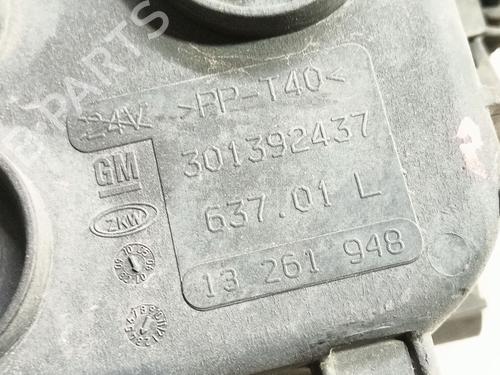 24V >PP-T40<
GM 301392437
ZKW 637.01 L
13 261 948
B-PARTS